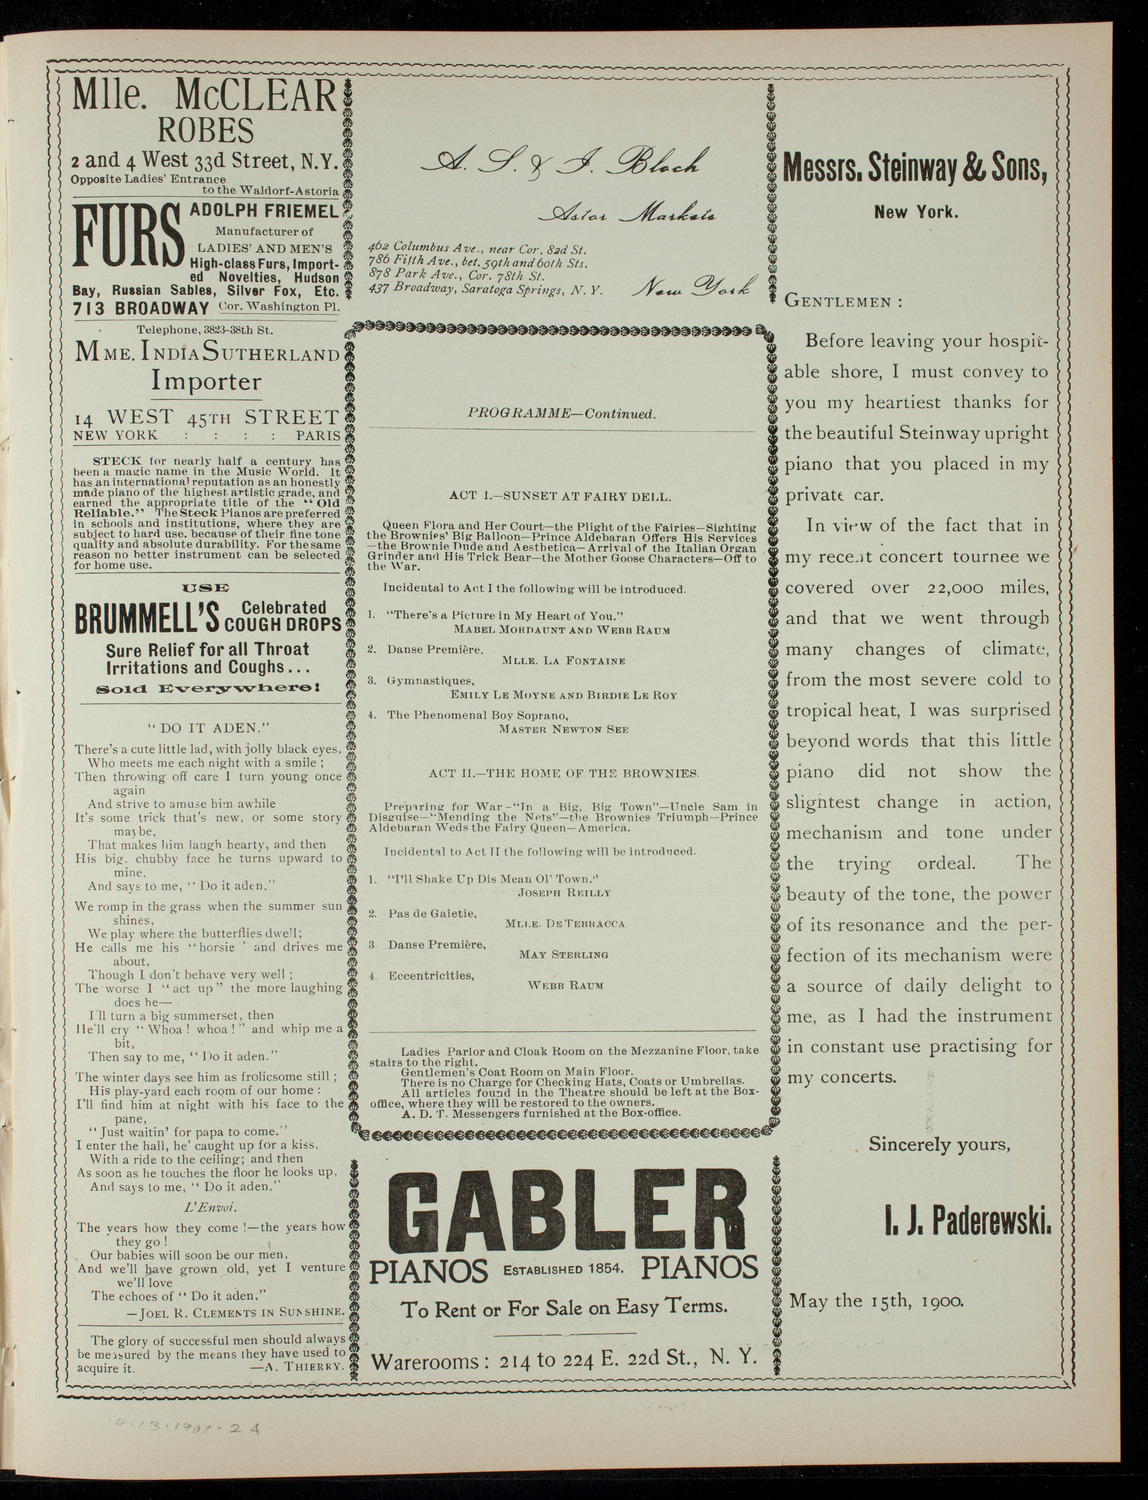 Mlle. McCLEAR
ROBES
2 and 4 West 33d Street, N.Y.
Opposite Ladies' Entrance
to the Waldorf-Astoria
FURS
ADOLPH FRIEMEL
Manufacturer of
LADIES' AND MEN'S
High-class Furs, Import-
ed Novelties, Hudson
Bay, Russian Sables, Silver Fox, Etc.
713 BROADWAY Cor. Washington Pl.
Telephone, 3823-38th St.
MME. INDIA SUTHERLAND
Importer
14 WEST 45TH STREET
NEW YORK : : : : PARIS
STECK for nearly half a century has
been a magic name in the Music World. It
has an international reputation as an honestly
made piano of the highest artistic grade, and
earned the appropriate title of the "Old
Reliable." The Steck Pianos are preferred
in schools and institutions, where they are
subject to hard use, because of their fine tone
quality and absolute durability. For the same
reason no better instrument can be selected
for home use.
USE
BRUMMELL'S Celebrated
COUGH DROPS
Sure Relief for all Throat
Irritations and Coughs...
Sold Everywhere!
"DO IT ADEN."
There's a cute little lad, with jolly black eyes,
Who meets me each night with a smile;
Then throwing off care I turn young once
again
And strive to amuse him awhile
It's some trick that's new, or some story
maybe,
That makes him laugh hearty, and then
His big, chubby face he turns upward to
mine,
And says to me, "Do it aden."
We romp in the grass when the summer sun
shines,
We play where the butterflies dwell;
He calls me his "horsie' and drives me
about,
Though I don't behave very well;
The worse I "act up" the more laughing
does he—
I'll turn a big summerset, then
He'll cry "Whoa! whoa!" and whip me a
bit,
Then say to me, "Do it aden."
The winter days see him as frolicsome still;
His play-yard each room of our home:
I'll find him at night with his face to the
pane,
"Just waitin' for papa to come."
I enter the hall, he' caught up for a kiss,
With a ride to the ceiling; and then
As soon as he touches the floor he looks up,
And says to me, "Do it aden."
L'Envoi.
The years how they come!—the years how
they go!
Our babies will soon be our men,
And we'll have grown old, yet I venture
we'll love
The echoes of "Do it aden."
—JOEL R. CLEMENTS IN SUNSHINE.
The glory of successful men should always
be measured by the means they have used to
acquire it. —A. THIERRY.
A. S. & J. Bloch
Astor Markets
462 Columbus Ave., near Cor. 82d St.
786 Fifth Ave., bet. 59th and 60th Sts.
878 Park Ave., Cor. 78th St.
437 Broadway, Saratoga Springs, N. Y.
New York
PROGRAMME—Continued.
ACT I.—SUNSET AT FAIRY DELL.
Queen Flora and Her Court—the Plight of the Fairies—Sighting
the Brownies' Big Balloon—Prince Aldebaran Offers His Services
—the Brownie Dude and Aesthetica—Arrival of the Italian Organ
Grinder and His Trick Bear—the Mother Goose Characters—Off to
the War.
Incidental to Act I the following will be introduced.
1. "There's a Picture in My Heart of You."
MABEL MORDAUNT AND WEBB RAUM
2. Danse Première,
MLLE. LA FONTAINE
3. Gymnastiques,
EMILY LE MOYNE AND BIRDIE LE ROY
4. The Phenomenal Boy Soprano,
MASTER NEWTON SEE
ACT II.—THE HOME OF THE BROWNIES.
Preparing for War—"In a Big, Big Town"—Uncle Sam in
Disguise—"Mending the Nets"—the Brownies Triumph—Prince
Aldebaran Weds the Fairy Queen—America.
Incidental to Act II the following will be introduced.
1. "I'll Shake Up Dis Mean Ol' Town,"
JOSEPH REILLY
2. Pas de Gaietie,
MLLE. DETERRACCA
3. Danse Première,
MAY STERLING
4. Eccentricities,
WEBB RAUM
Ladies Parlor and Cloak Room on the Mezzanine Floor, take
stairs to the right.
Gentlemen's Coat Room on Main Floor.
There is no Charge for Checking Hats, Coats or Umbrellas.
All articles found in the Theatre should be left at the Box-
office, where they will be restored to the owners.
A. D. T. Messengers furnished at the Box-office.
GABLER
PIANOS ESTABLISHED 1854. PIANOS
To Rent or For Sale on Easy Terms.
Warerooms: 214 to 224 E. 22d St., N. Y.
Messrs. Steinway & Sons,
New York.
GENTLEMEN:
Before leaving your hospit-
able shore, I must convey to
you my heartiest thanks for
the beautiful Steinway upright
piano that you placed in my
private car.
In view of the fact that in
my recent concert tournee we
covered over 22,000 miles,
and that we went through
many changes of climate,
from the most severe cold to
tropical heat, I was surprised
beyond words that this little
piano did not show the
slightest change in action,
mechanism and tone under
the trying ordeal. The
beauty of the tone, the power
of its resonance and the per-
fection of its mechanism were
a source of daily delight to
me, as I had the instrument
in constant use practising for
my concerts.
Sincerely yours,
I. J. Paderewski.
May the 15th, 1900.
4-13-1901-2A